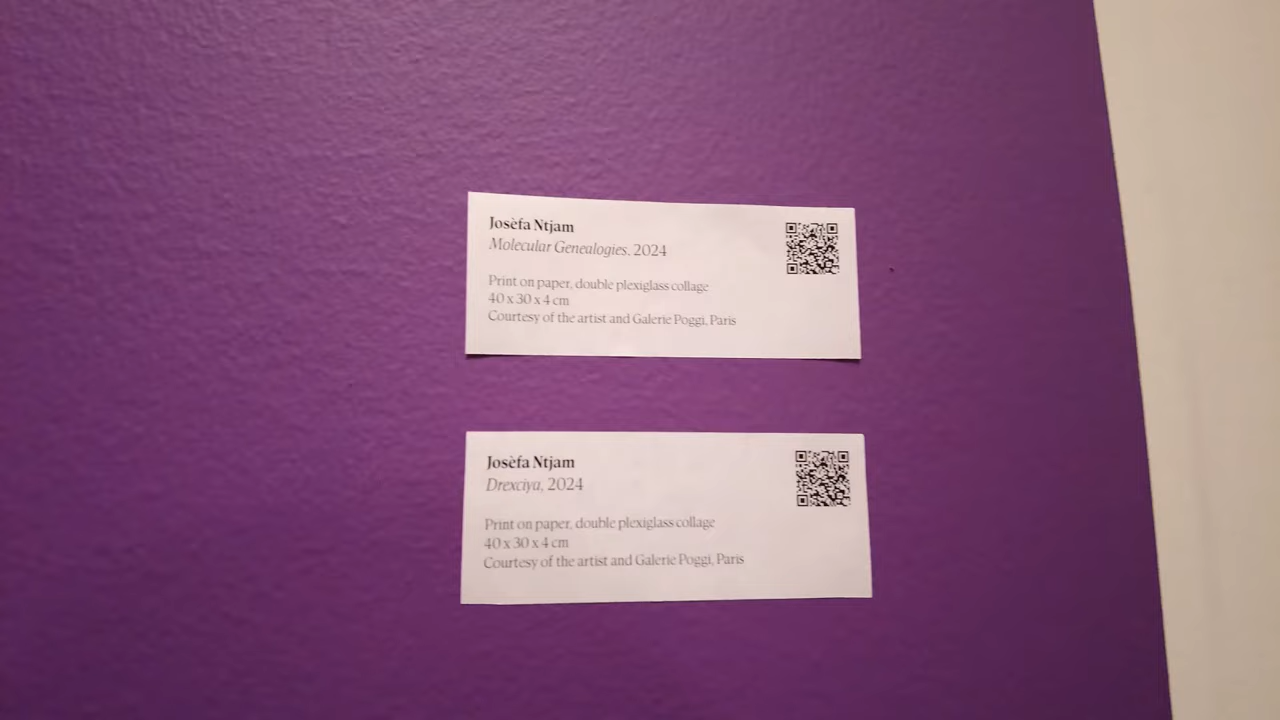 Josèfa Ntjam
Molecular Genealogies, 2024
Print on paper, double plexiglass collage
40 x 30 x 4 cm
Courtesy of the artist and Galerie Poggi, Paris
Josèfa Ntjam
Drexciya, 2024
Print on paper, double plexiglass collage
40 x 30 x 4 cm
Courtesy of the artist and Galerie Poggi, Paris